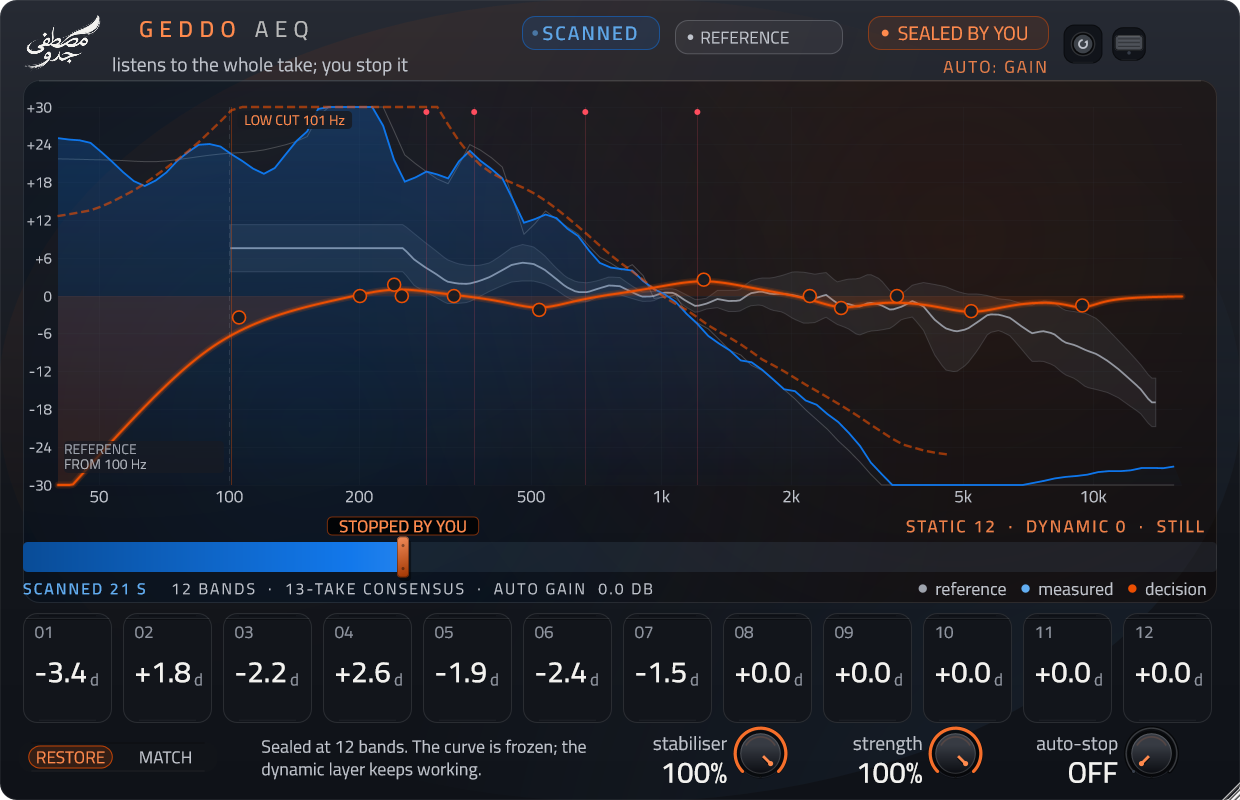 مصطفى
جدو
GEDDO AEQ
listens to the whole take; you stop it
SCANNED
REFERENCE
SEALED BY YOU
AUTO: GAIN
+30
+24
+18
+12
+6
0
-6
-12
-18
-24
-30
LOW CUT 101 Hz
REFERENCE
FROM 100 Hz
50 100 200 500 1k 2k 5k 10k
STOPPED BY YOU
STATIC 12 · DYNAMIC 0 · STILL
SCANNED 21 S 12 BANDS · 13-TAKE CONSENSUS · AUTO GAIN 0.0 DB
reference measured decision
01 02 03 04 05 06 07 08 09 10 11 12
-3.4 d +1.8 d -2.2 d +2.6 d -1.9 d -2.4 d -1.5 d +0.0 d +0.0 d +0.0 d +0.0 d +0.0 d
RESTORE MATCH
Sealed at 12 bands. The curve is frozen; the
dynamic layer keeps working.
stabiliser
100%
strength
100%
auto-stop
OFF